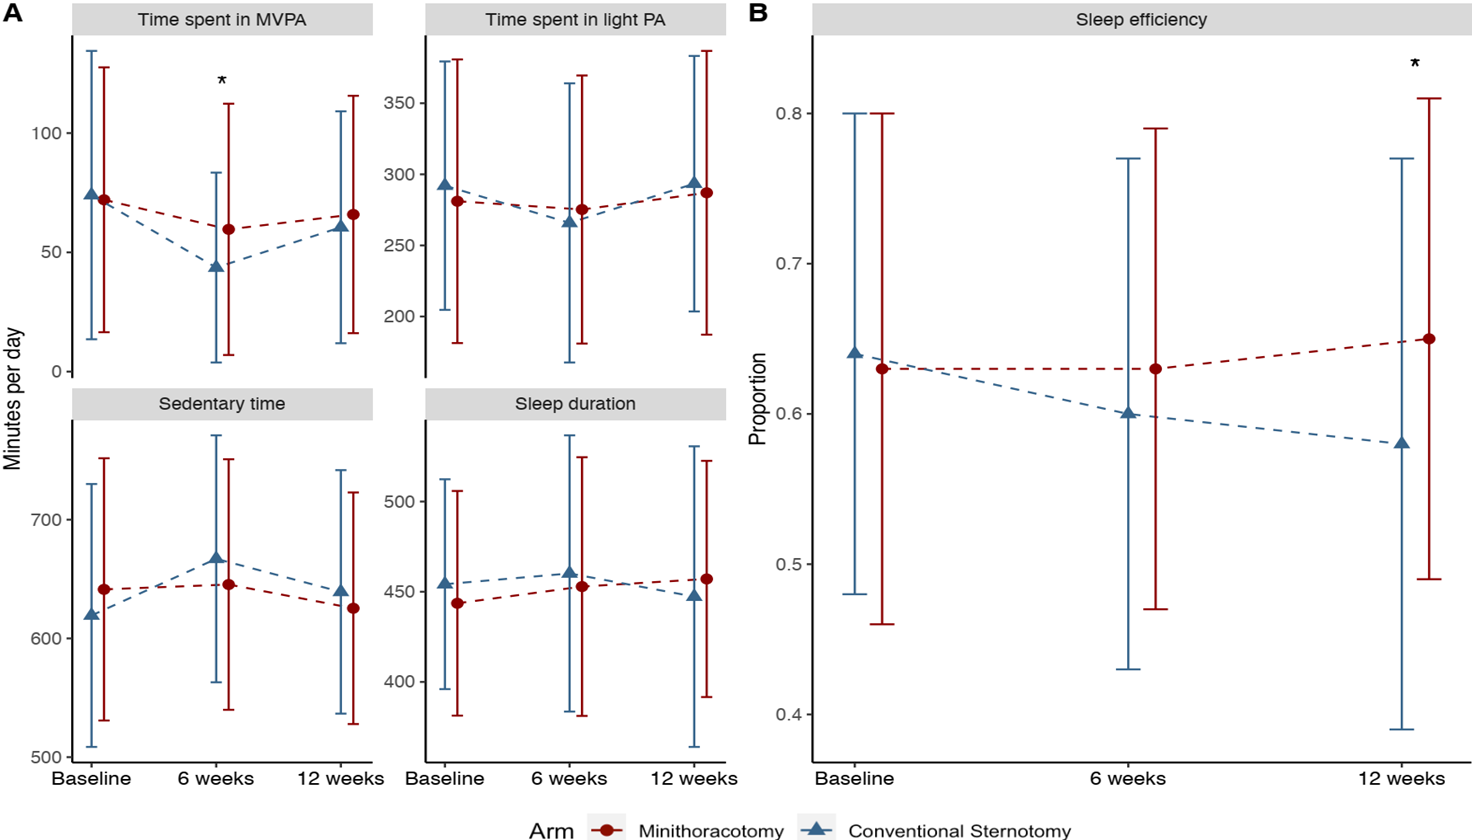 A
B
Time spent in MVPA
Time spent in light PA
Sleep efficiency
*
*
100
50
0
350
300
250
200
0.8
0.7
0.6
0.5
0.4
Minutes per day
Proportion
Sedentary time
Sleep duration
700
600
500
500
450
400
Baseline 6 weeks 12 weeks
Baseline 6 weeks 12 weeks
Baseline 6 weeks 12 weeks
Arm Minithoracotomy Conventional Sternotomy